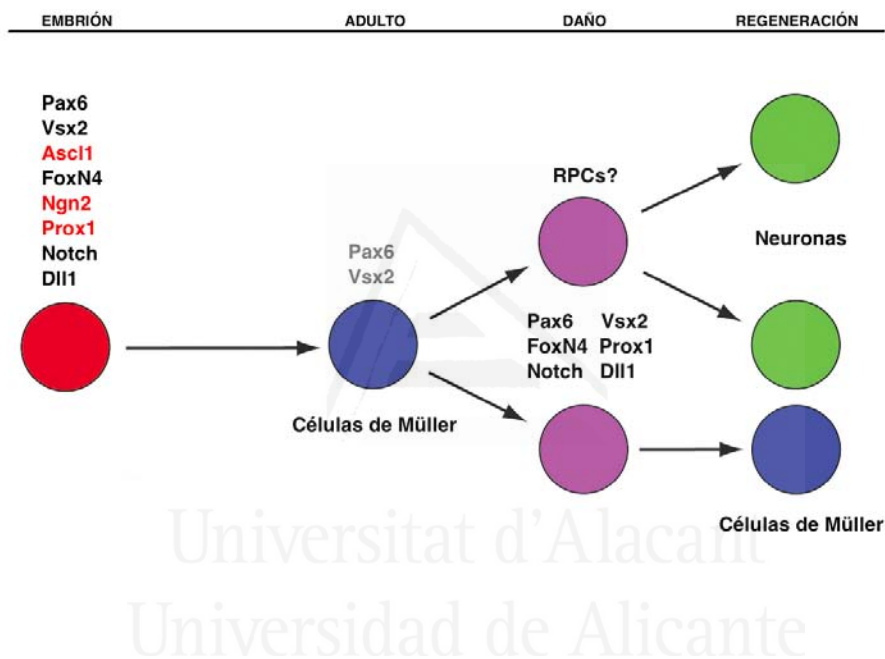 EMBRIÓN ADULTO DAÑO REGENERACIÓN
Pax6
Vsx2
Ascl1
FoxN4
Ngn2
Prox1
Notch
Dll1
Pax6
Vsx2
Células de Müller
RPCs?
Pax6 Vsx2
FoxN4 Prox1
Notch Dll1
Neuronas
Células de Müller
Universitat d'Alacant
Universidad de Alicante